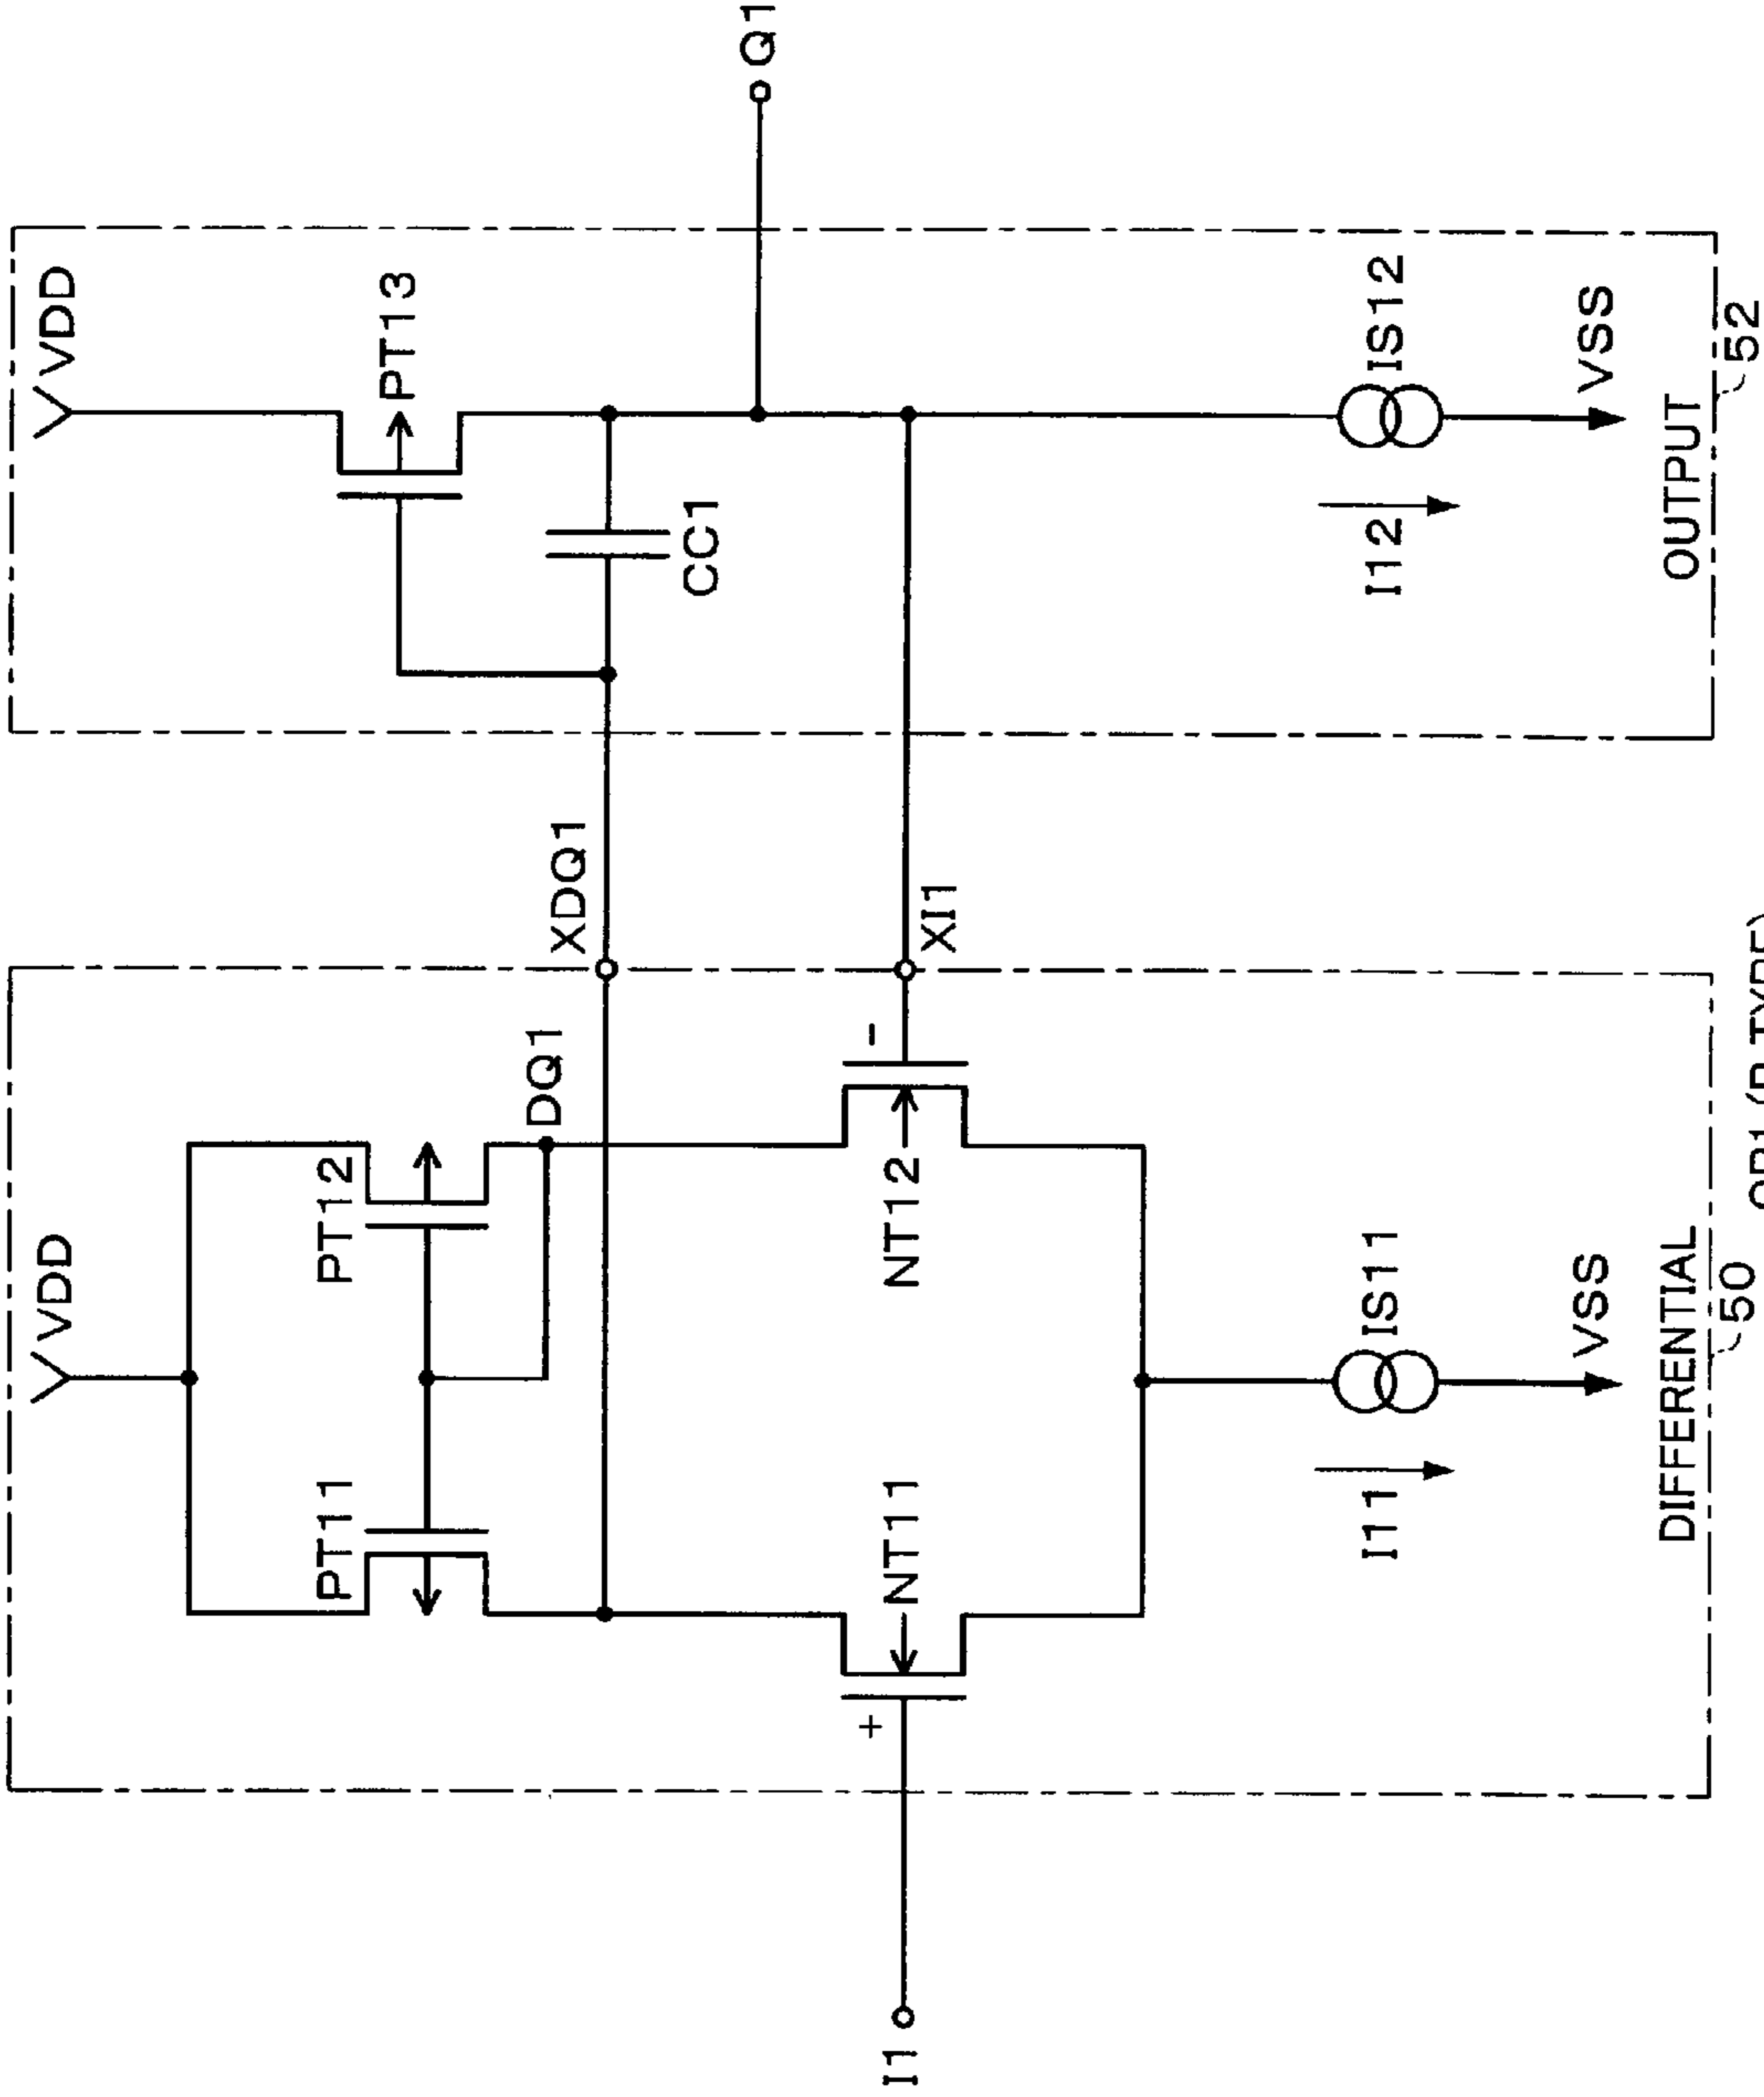 VDD
VDD
PT11
PT12
PT13
DQ1
XDQ1
CC1
Q1
I1
+
NT11
NT12
-
XI1
I11
IS11
I12
IS12
VSS
VSS
DIFFERENTIAL
OUTPUT
50
52